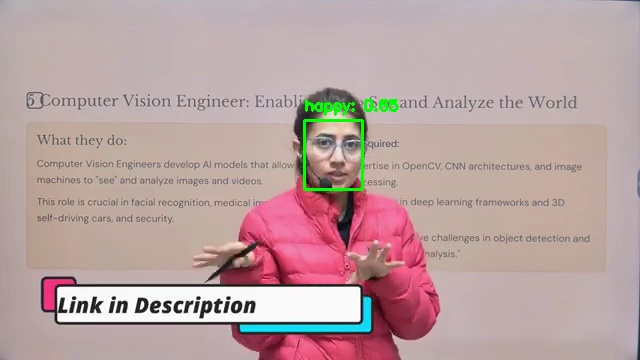 happy: 0.65
5 Computer Vision Engineer: Enabli and Analyze the World
What they do:
quired:
Computer Vision Engineers develop AI models that allow ertise in OpenCV, CNN architectures, and image
machines to "see" and analyze images and videos. cessing.
This role is crucial in facial recognition, medical in deep learning frameworks and 3D
self-driving cars, and security.
ve challenges in object detection and
nalysis."
Link in Description